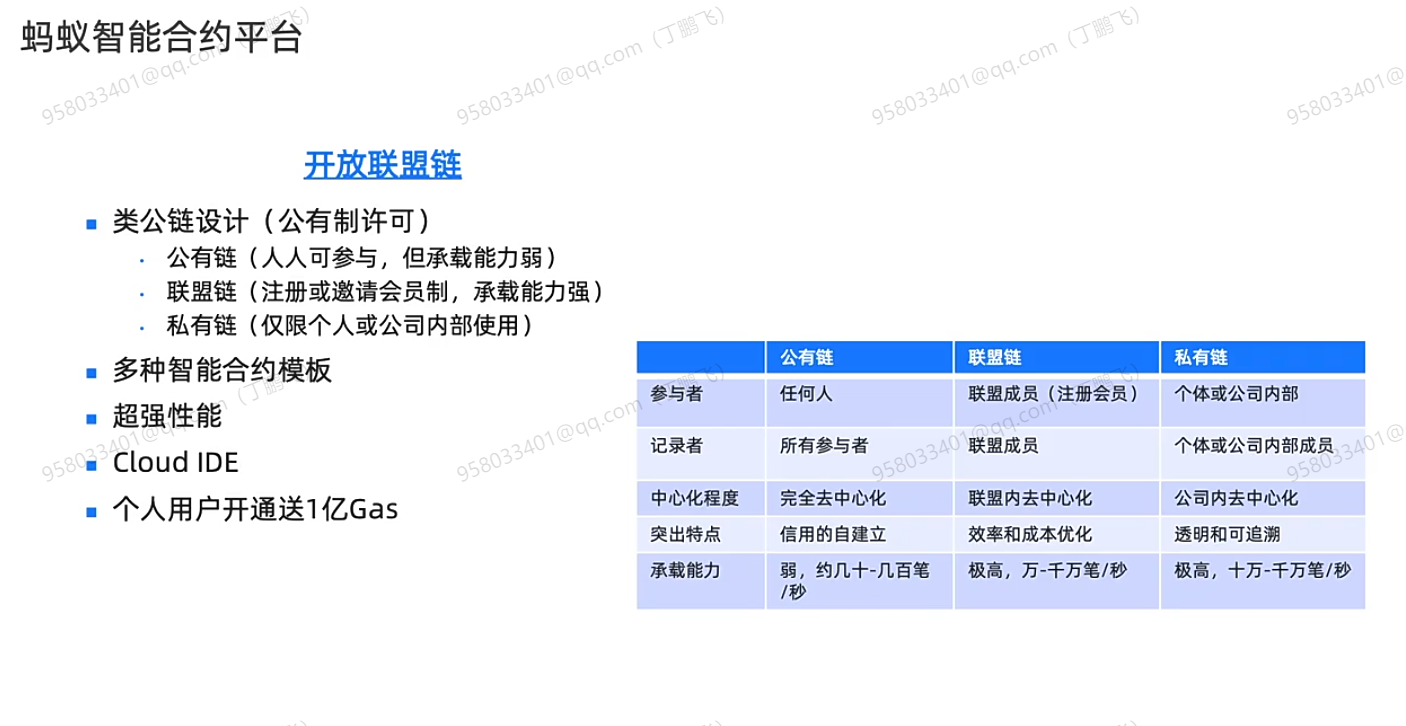 蚂蚁智能合约平台
958033401@qq.com（丁鹏飞）
958033401@qq.com（丁鹏飞）
958033401@qq.com（丁鹏飞）
958033401@
开放联盟链
类公链设计（公有制许可）
公有链（人人可参与，但承载能力弱）
联盟链（注册或邀请会员制，承载能力强）
私有链（仅限个人或公司内部使用）
多种智能合约模板
超强性能
Cloud IDE
个人用户开通送1亿Gas
公有链 联盟链 私有链
参与者 任何人 联盟成员（注册会员） 个体或公司内部
记录者 所有参与者 联盟成员 个体或公司内部成员
中心化程度 完全去中心化 联盟内去中心化 公司内去中心化
突出特点 信用的自建立 效率和成本优化 透明和可追溯
承载能力 弱，约几十-几百笔 极高，万-千万笔/秒 极高，十万-千万笔/秒
/秒
958033401@qq.com（丁鹏飞）
958033401@qq.com（丁鹏飞）
958033401@qq.com（丁鹏飞）
958033401@